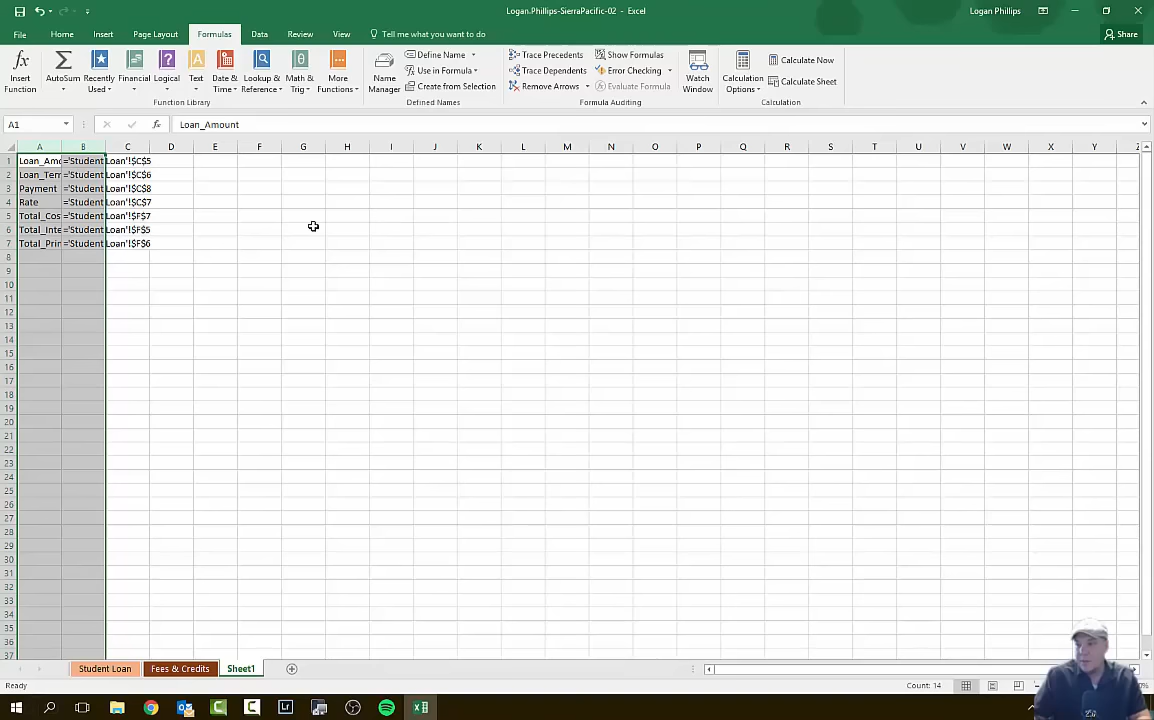 Logan.Phillips-SierraPacific-02 - Excel
Logan Phillips
File Home Insert Page Layout Formulas Data Review View Tell me what you want to do
Share
Insert Function
AutoSum
Recently Used
Financial
Logical
Text
Date & Time
Lookup & Reference
Math & Trig
More Functions
Function Library
Name Manager
Define Name
Use in Formula
Create from Selection
Defined Names
Trace Precedents
Trace Dependents
Remove Arrows
Show Formulas
Error Checking
Evaluate Formula
Formula Auditing
Watch Window
Calculation Options
Calculate Now
Calculate Sheet
Calculation
A1 fx Loan_Amount
A B C D E F G H I J K L M N O P Q R S T U V W X Y Z
1 Loan_Amo ='Student Loan'!$C$5
2 Loan_Terr ='Student Loan'!$C$6
3 Payment ='Student Loan'!$C$8
4 Rate ='Student Loan'!$C$7
5 Total_Cos ='Student Loan'!$F$7
6 Total_Inte ='Student Loan'!$F$5
7 Total_Prin ='Student Loan'!$F$6
8
9
10
11
12
13
14
15
16
17
18
19
20
21
22
23
24
25
26
27
28
29
30
31
32
33
34
35
36
37
Student Loan Fees & Credits Sheet1
Ready
Count: 14